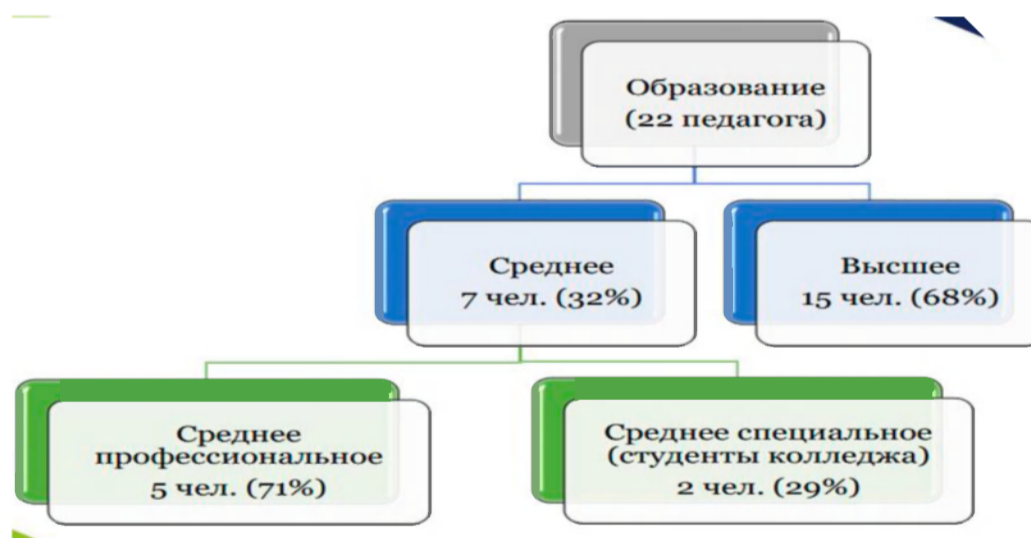 Образование
(22 педагога)
Среднее
7 чел. (32%)
Высшее
15 чел. (68%)
Среднее
профессиональное
5 чел. (71%)
Среднее специальное
(студенты колледжа)
2 чел. (29%)